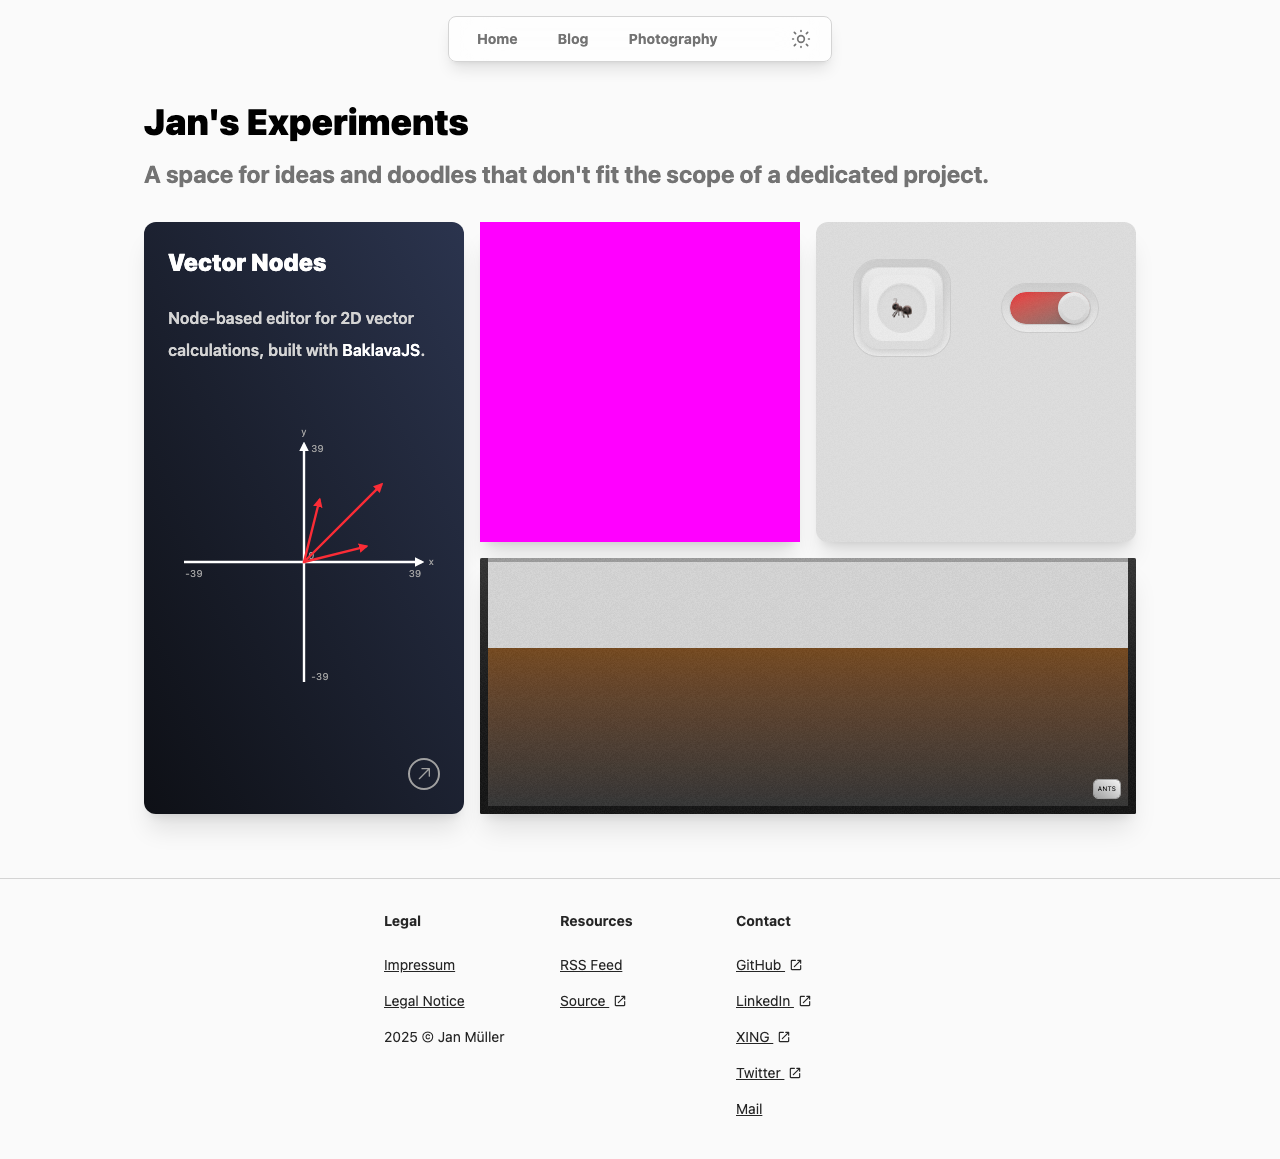 Home Blog Photography
Jan's Experiments
A space for ideas and doodles that don't fit the scope of a dedicated project.
Vector Nodes
Node-based editor for 2D vector
calculations, built with BaklavaJS.
y
39
0
x
-39
39
-39
ANTS
Legal
Impressum
Legal Notice
2025 © Jan Müller
Resources
RSS Feed
Source
Contact
GitHub
LinkedIn
XING
Twitter
Mail